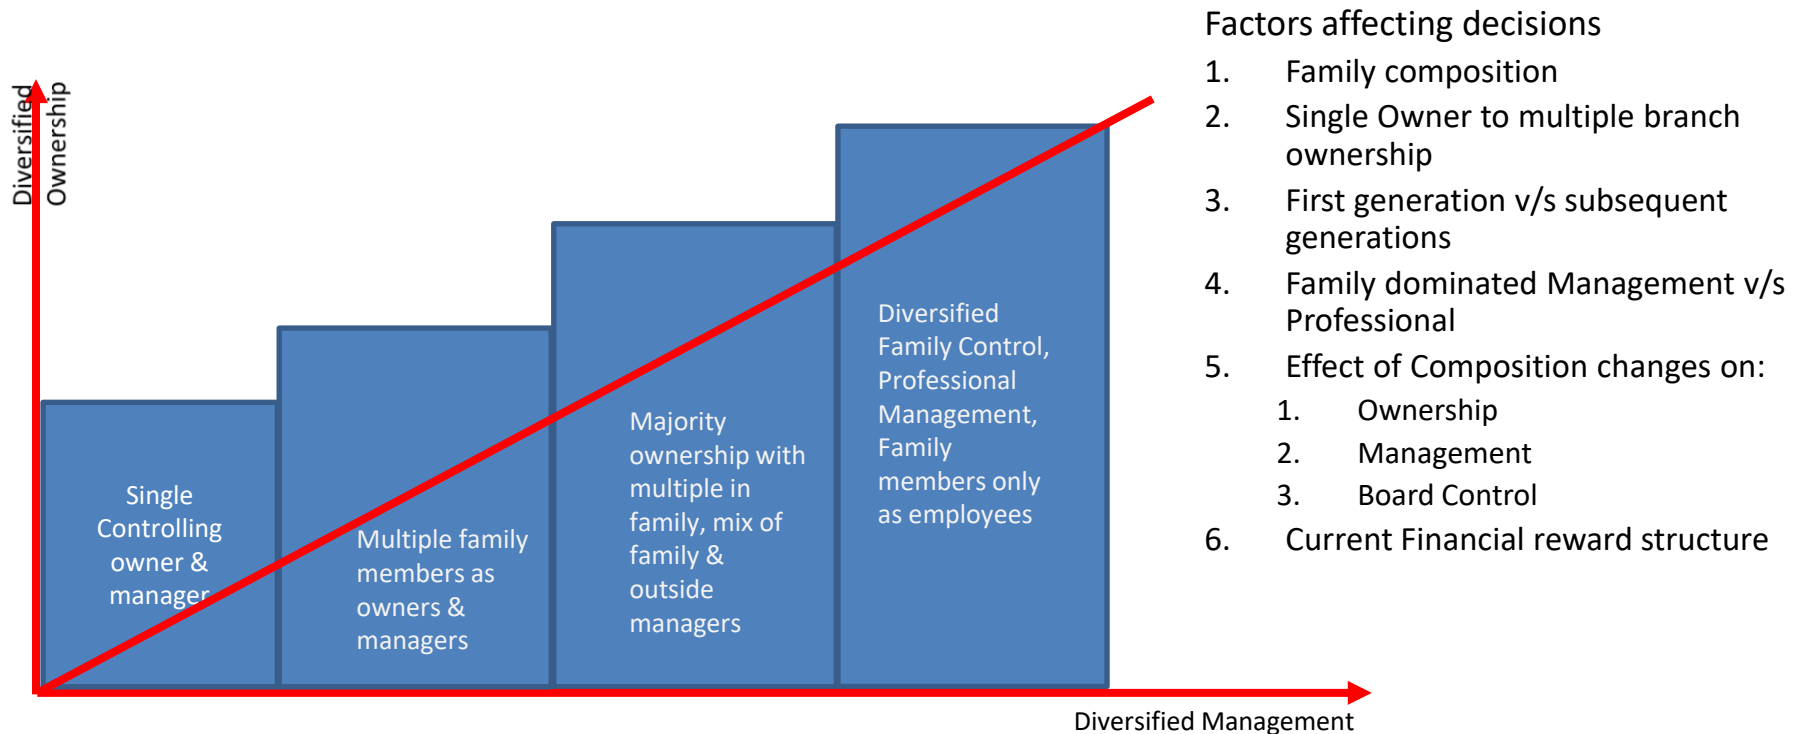 Diversified
Ownership
Single
Controlling
owner &
manager
Multiple family
members as
owners &
managers
Majority
ownership with
multiple in
family, mix of
family &
outside
managers
Diversified
Family Control,
Professional
Management,
Family
members only
as employees
Diversified Management
Factors affecting decisions
1. Family composition
2. Single Owner to multiple branch
ownership
3. First generation v/s subsequent
generations
4. Family dominated Management v/s
Professional
5. Effect of Composition changes on:
1. Ownership
2. Management
3. Board Control
6. Current Financial reward structure